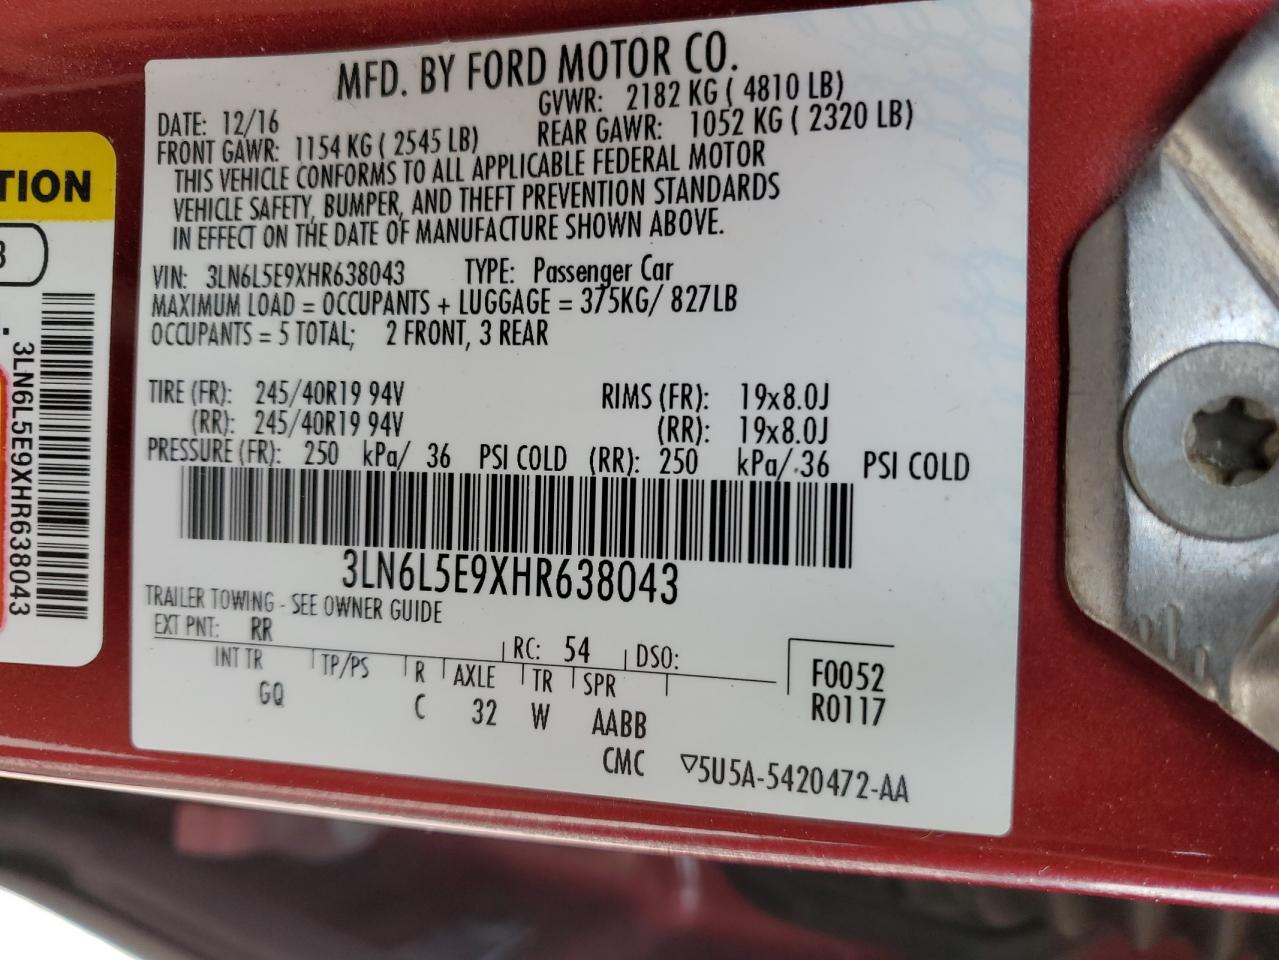 MFD. BY FORD MOTOR CO.
DATE: 12/16 GVWR: 2182 KG ( 4810 LB)
FRONT GAWR: 1154 KG ( 2545 LB) REAR GAWR: 1052 KG ( 2320 LB)
THIS VEHICLE CONFORMS TO ALL APPLICABLE FEDERAL MOTOR
VEHICLE SAFETY, BUMPER, AND THEFT PREVENTION STANDARDS
IN EFFECT ON THE DATE OF MANUFACTURE SHOWN ABOVE.
VIN: 3LN6L5E9XHR638043 TYPE: Passenger Car
MAXIMUM LOAD = OCCUPANTS + LUGGAGE = 375KG/ 827LB
OCCUPANTS = 5 TOTAL; 2 FRONT, 3 REAR
TIRE (FR): 245/40R19 94V RIMS (FR): 19x8.0J
(RR): 245/40R19 94V (RR): 19x8.0J
PRESSURE (FR): 250 kPa/ 36 PSI COLD (RR): 250 kPa/ 36 PSI COLD
3LN6L5E9XHR638043
TRAILER TOWING - SEE OWNER GUIDE
EXT PNT: RR RC: 54 DSO:
INT TR TP/PS R AXLE TR SPR
GQ C 32 W AABB
F0052
R0117
CMC ▽5U5A-5420472-AA
TION
3LN6L5E9XHR638043